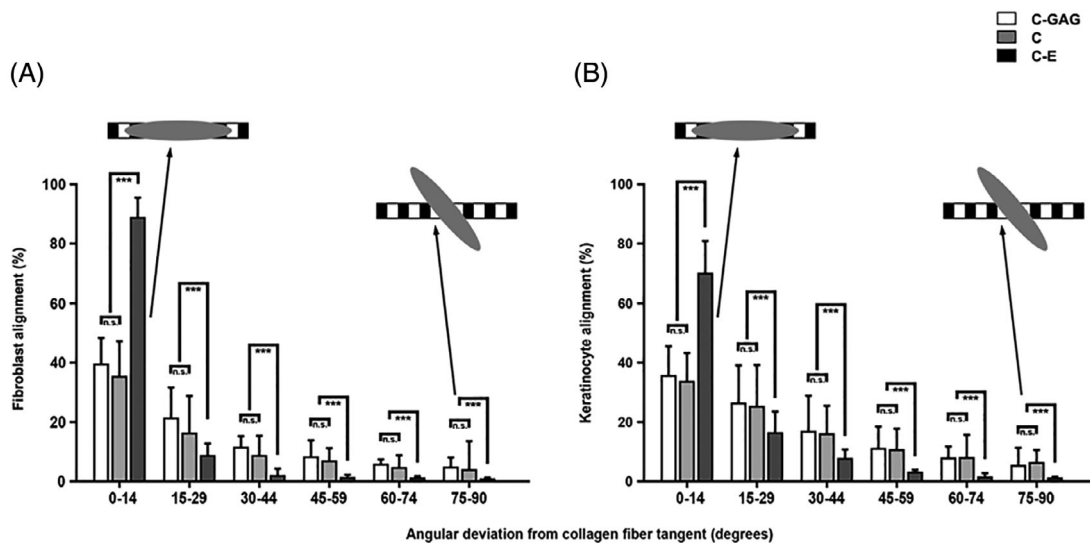 C-GAG
C
C-E
(A)
(B)
Fibroblast alignment (%)
100
80
60
40
20
0
***
n.s.
***
n.s.
***
n.s.
***
n.s.
***
n.s.
***
n.s.
0-14 15-29 30-44 45-59 60-74 75-90
Keratinocyte alignment (%)
100
80
60
40
20
0
***
n.s.
***
n.s.
***
n.s.
***
n.s.
***
n.s.
***
n.s.
0-14 15-29 30-44 45-59 60-74 75-90
Angular deviation from collagen fiber tangent (degrees)